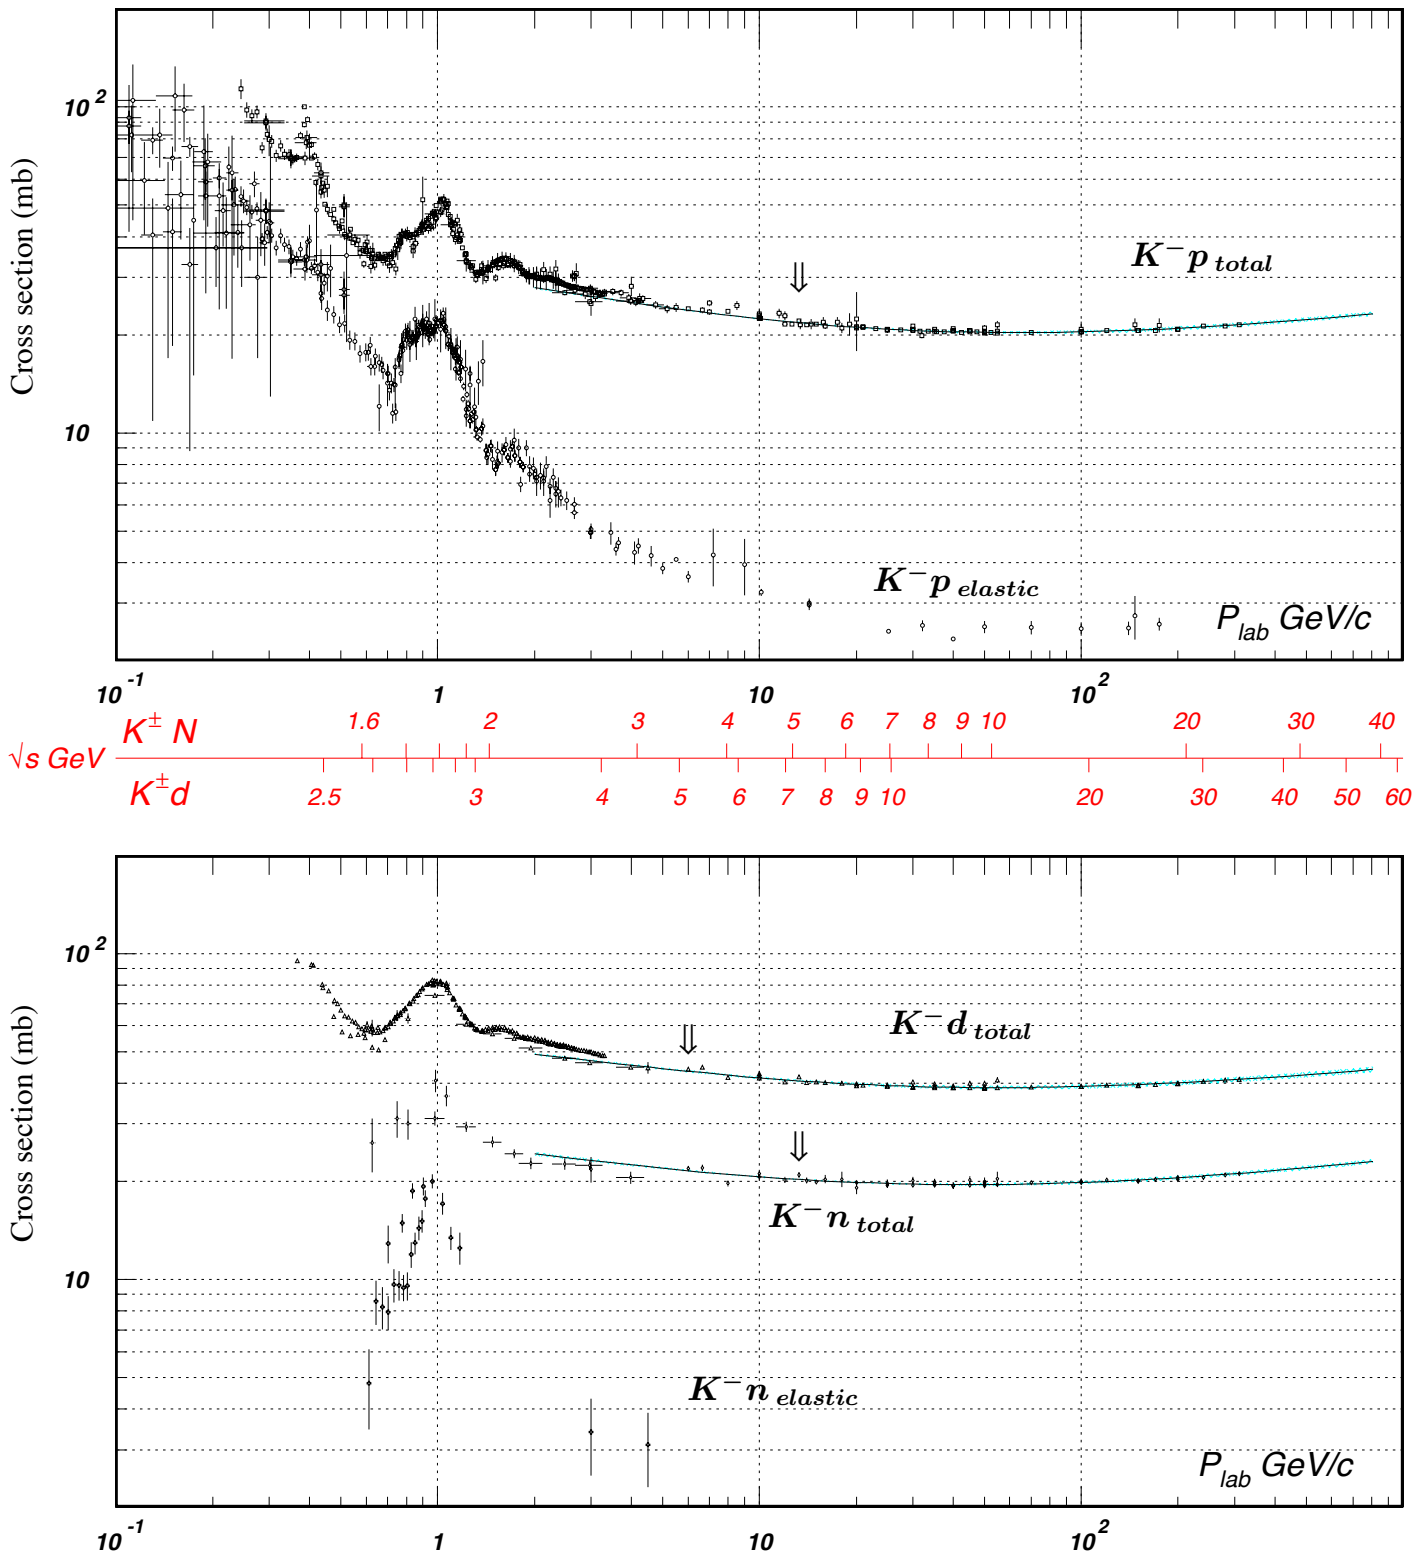 Cross section (mb)
10²
10
K⁻p total
K⁻p elastic
P_lab GeV/c
10⁻¹ 1 10 10²
√s GeV
K± N 1.6 2 3 4 5 6 7 8 9 10 20 30 40
K±d 2.5 3 4 5 6 7 8 9 10 20 30 40 50 60
Cross section (mb)
10²
10
K⁻d total
K⁻n total
K⁻n elastic
P_lab GeV/c
10⁻¹ 1 10 10²